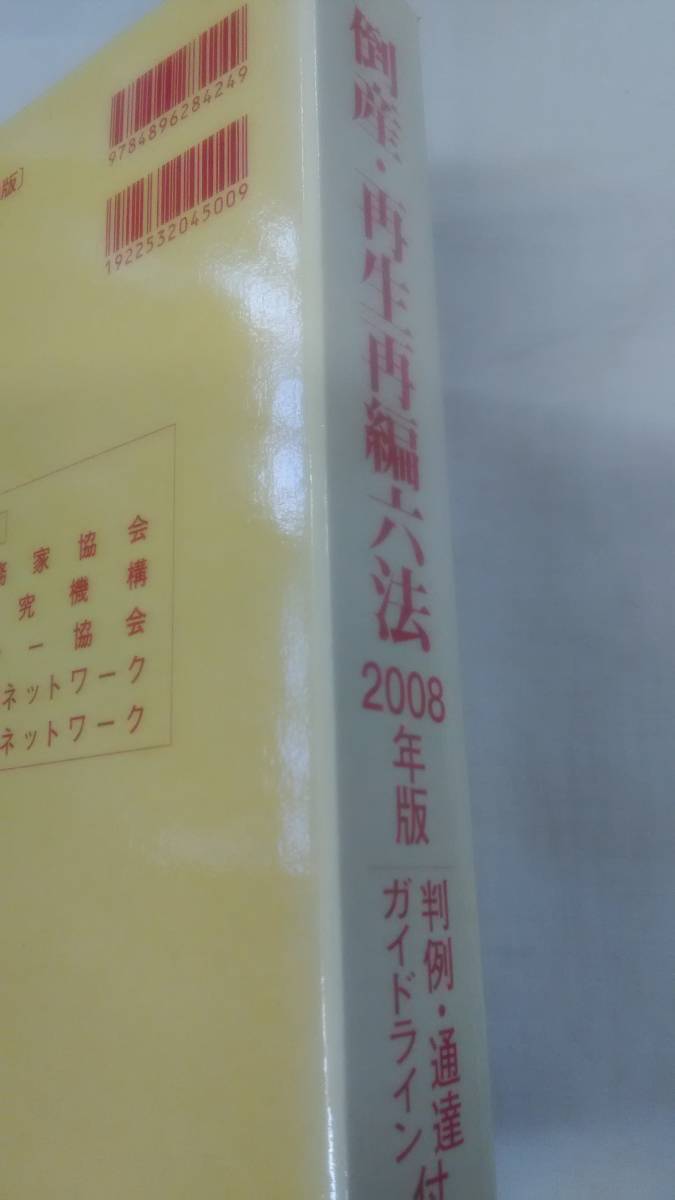 9784896284249
1922532045009
版〕
務家協会
究機構
ー協会
ネットワーク
ネットワーク
倒産・再生再編六法
2008年版
判例・通達付
ガイドライン